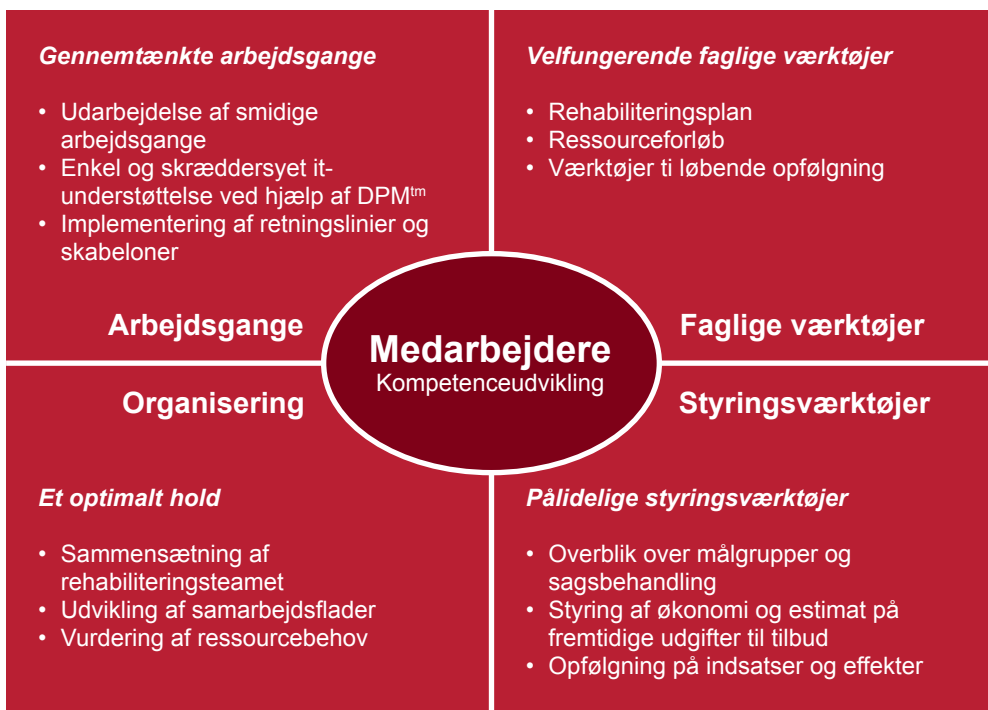 Gennemtænkte arbejdsgange
• Udarbejdelse af smidige
arbejdsgange
• Enkel og skræddersyet it-
understøttelse ved hjælp af DPMtm
• Implementering af retningslinier og
skabeloner
Arbejdsgange
Velfungerende faglige værktøjer
• Rehabiliteringsplan
• Ressourceforløb
• Værktøjer ti løbende opfølgning
Faglige værktøjer
Medarbejdere
Kompetenceudvikling
Organisering
Et optimalt hold
• Sammensætning af
rehabiliteringsteamet
• Udvikling af samarbejdsflader
• Vurdering af ressourcebehov
Styringsværktøjer
Pålidelige styringsværktøjer
• Overblik over målgrupper og
sagsbehandling
• Styring af økonomi og estimat på
fremtidige udgifter til tilbud
• Opfølgning på indsatser og effekter